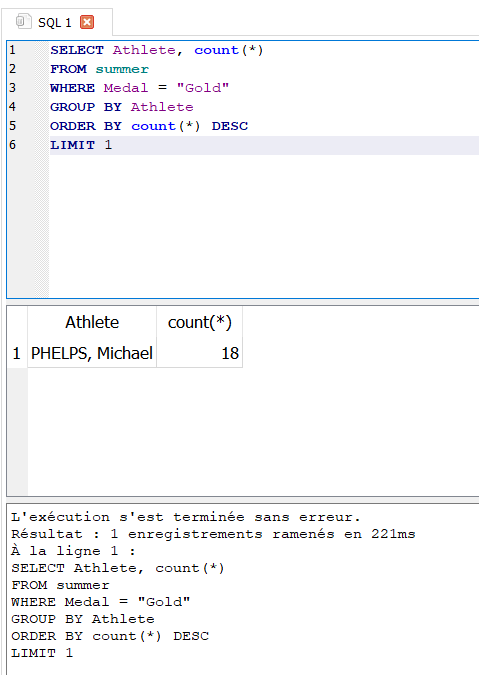 SQL 1
1 SELECT Athlete, count(*)
2 FROM summer
3 WHERE Medal = "Gold"
4 GROUP BY Athlete
5 ORDER BY count(*) DESC
6 LIMIT 1
Athlete count(*)
1 PHELPS, Michael 18
L'exécution s'est terminée sans erreur.
Résultat : 1 enregistrements ramenés en 221ms
À la ligne 1 :
SELECT Athlete, count(*)
FROM summer
WHERE Medal = "Gold"
GROUP BY Athlete
ORDER BY count(*) DESC
LIMIT 1